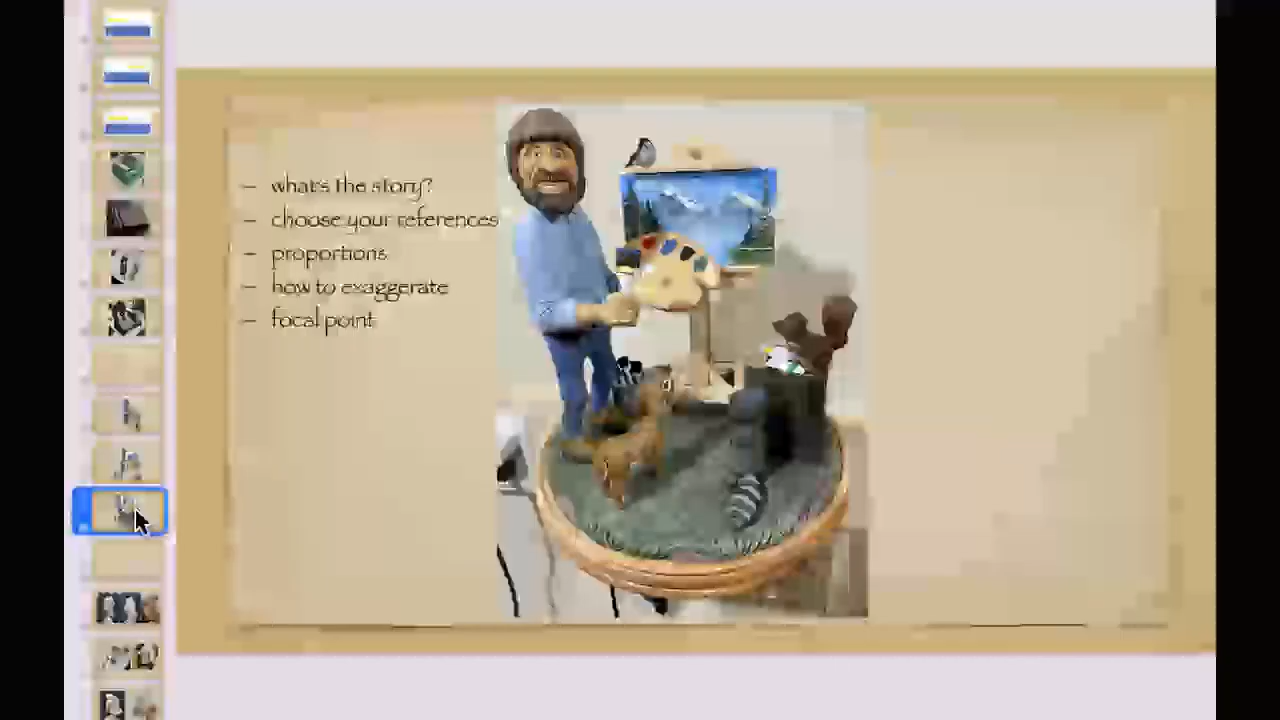 – what's the story?
– choose your references
– proportions
– how to exaggerate
– focal point